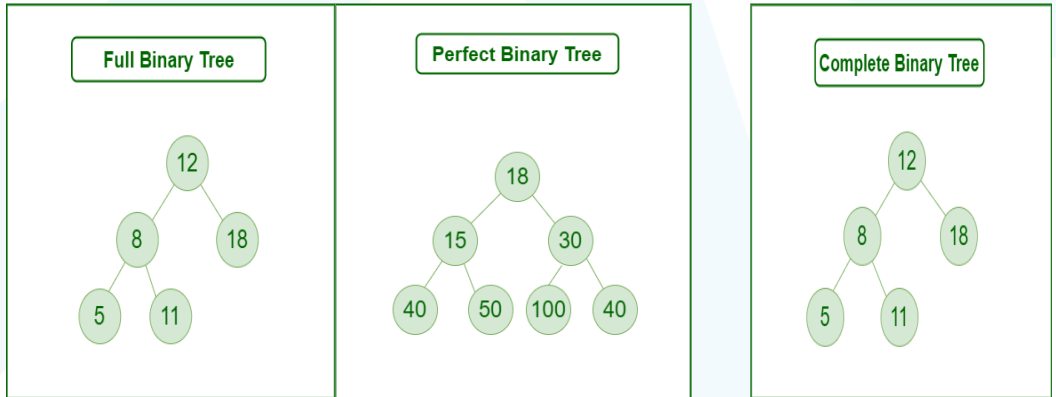 Full Binary Tree
12
8 18
5 11
Perfect Binary Tree
18
15 30
40 50 100 40
Complete Binary Tree
12
8 18
5 11